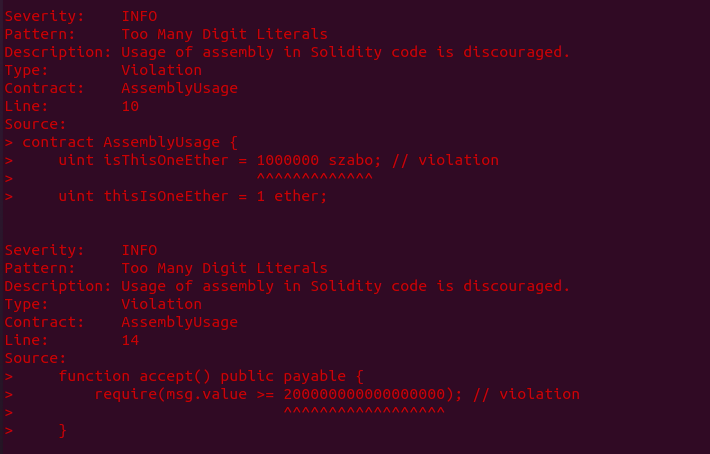 Severity:    INFO
Pattern:     Too Many Digit Literals
Description: Usage of assembly in Solidity code is discouraged.
Type:        Violation
Contract:    AssemblyUsage
Line:        10
Source:
> contract AssemblyUsage {
>     uint isThisOneEther = 1000000 szabo; // violation
>                           ^^^^^^^^^^^^^
>     uint thisIsOneEther = 1 ether;
Severity:    INFO
Pattern:     Too Many Digit Literals
Description: Usage of assembly in Solidity code is discouraged.
Type:        Violation
Contract:    AssemblyUsage
Line:        14
Source:
>     function accept() public payable {
>         require(msg.value >= 200000000000000000); // violation
>                              ^^^^^^^^^^^^^^^^^^
>     }